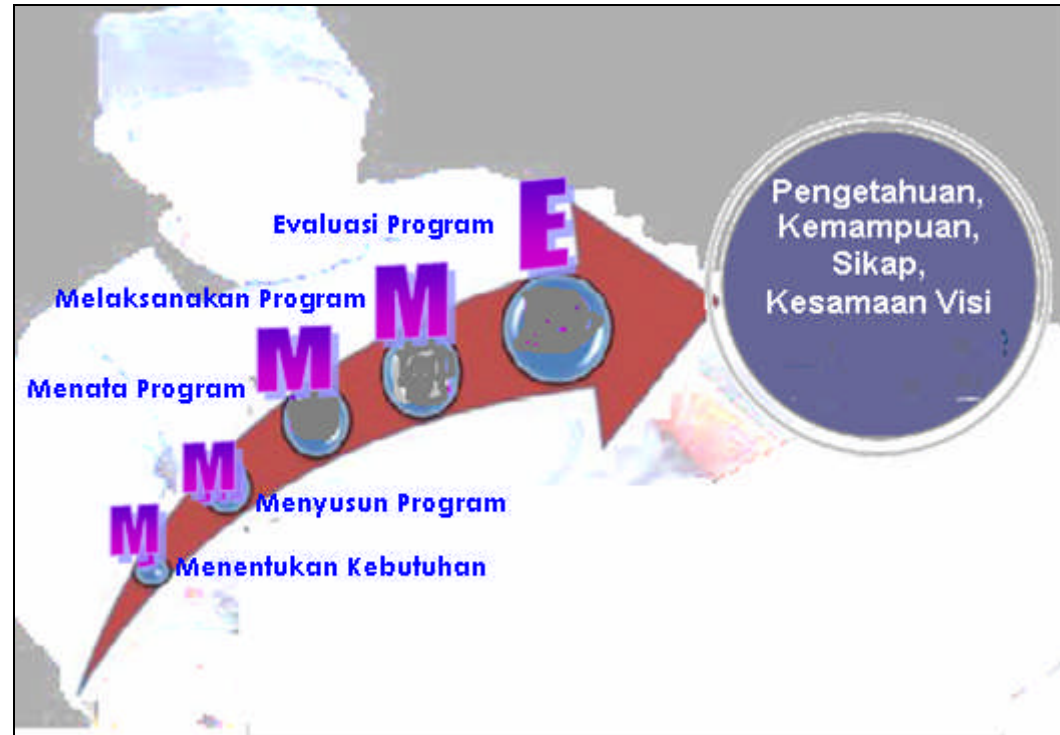 E
Evaluasi Program
M
Melaksanakan Program
M
Menata Program
M
Menyusun Program
M
Menentukan Kebutuhan
Pengetahuan,
Kemampuan,
Sikap,
Kesamaan Visi